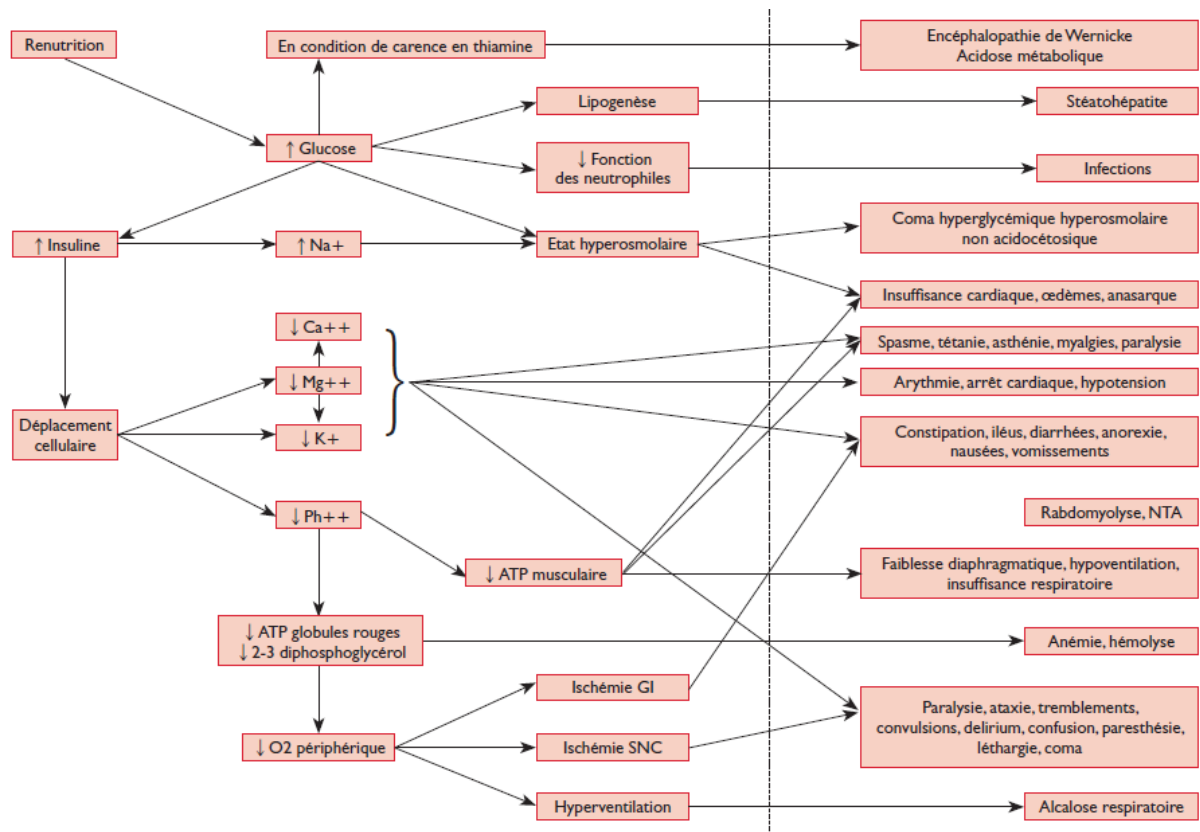 Renutrition
En condition de carence en thiamine
Encéphalopathie de Wernicke
Acidose métabolique
Lipogenèse
Stéatohépatite
↑ Glucose
↓ Fonction
des neutrophiles
Infections
↑ Insuline
↑ Na+
Etat hyperosmolaire
Coma hyperglycémique hyperosmolaire
non acidocétosique
Insuffisance cardiaque, œdèmes, anasarque
↓ Ca++
Spasme, tétanie, asthénie, myalgies, paralysie
↓ Mg++
Arythmie, arrêt cardiaque, hypotension
Déplacement
cellulaire
↓ K+
Constipation, iléus, diarrhées, anorexie,
nausées, vomissements
↓ Ph++
Rabdomyolyse, NTA
↓ ATP musculaire
Faiblesse diaphragmatique, hypoventilation,
insuffisance respiratoire
↓ ATP globules rouges
↓ 2-3 diphosphoglycérol
Anémie, hémolyse
Ischémie GI
Paralysie, ataxie, tremblements,
convulsions, delirium, confusion, paresthésie,
léthargie, coma
↓ O2 périphérique
Ischémie SNC
Hyperventilation
Alcalose respiratoire